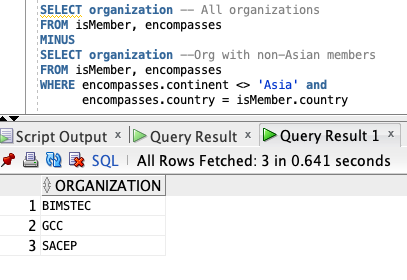 SELECT organization -- All organizations
FROM isMember, encompasses
MINUS
SELECT organization --Org with non-Asian members
FROM isMember, encompasses
WHERE encompasses.continent <> 'Asia' and
encompasses.country = isMember.country
Script Output × Query Result × Query Result 1 ×
SQL | All Rows Fetched: 3 in 0.641 seconds
ORGANIZATION
1 BIMSTEC
2 GCC
3 SACEP